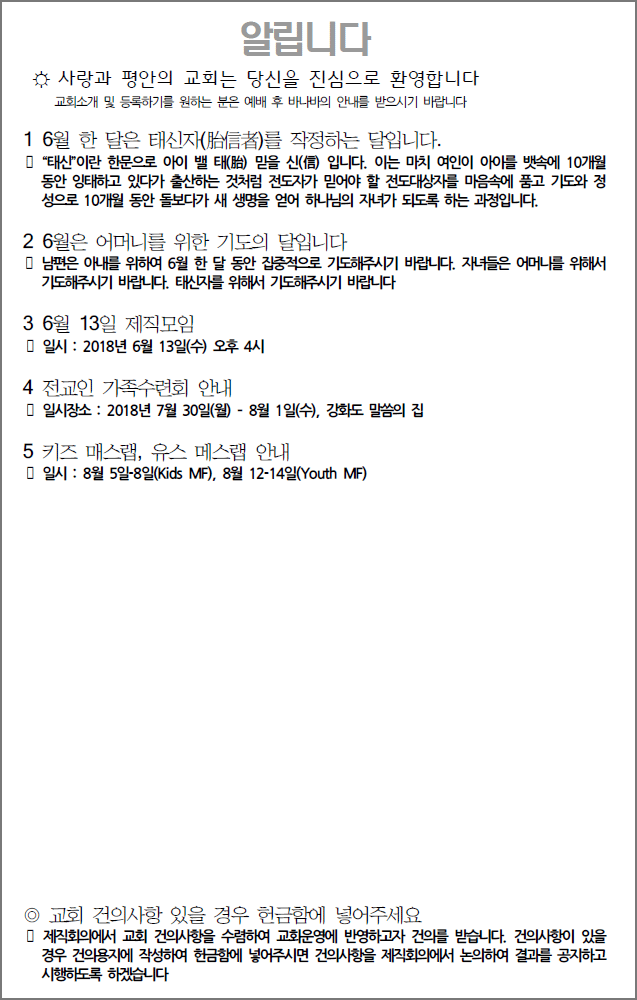 알립니다
☼ 사랑과 평안의 교회는 당신을 진심으로 환영합니다
교회소개 및 등록하기를 원하는 분은 예배 후 바나바의 안내를 받으시기 바랍니다
1 6월 한 달은 태신자(胎信者)를 작정하는 달입니다.
▯ “태신”이란 한문으로 아이 밸 태(胎) 믿을 신(信) 입니다. 이는 마치 여인이 아이를 뱃속에 10개월
동안 잉태하고 있다가 출산하는 것처럼 전도자가 믿어야 할 전도대상자를 마음속에 품고 기도와 정
성으로 10개월 동안 돌보다가 새 생명을 얻어 하나님의 자녀가 되도록 하는 과정입니다.
2 6월은 어머니를 위한 기도의 달입니다
▯ 남편은 아내를 위하여 6월 한 달 동안 집중적으로 기도해주시기 바랍니다. 자녀들은 어머니를 위해서
기도해주시기 바랍니다. 태신자를 위해서 기도해주시기 바랍니다
3 6월 13일 제직모임
▯ 일시 : 2018년 6월 13일(수) 오후 4시
4 전교인 가족수련회 안내
▯ 일시장소 : 2018년 7월 30일(월) - 8월 1일(수), 강화도 말씀의 집
5 키즈 매스랩, 유스 메스랩 안내
▯ 일시 : 8월 5일-8일(Kids MF), 8월 12-14일(Youth MF)
◎ 교회 건의사항 있을 경우 헌금함에 넣어주세요
▯ 제직회의에서 교회 건의사항을 수렴하여 교회운영에 반영하고자 건의를 받습니다. 건의사항이 있을
경우 건의용지에 작성하여 헌금함에 넣어주시면 건의사항을 제직회의에서 논의하여 결과를 공지하고
시행하도록 하겠습니다